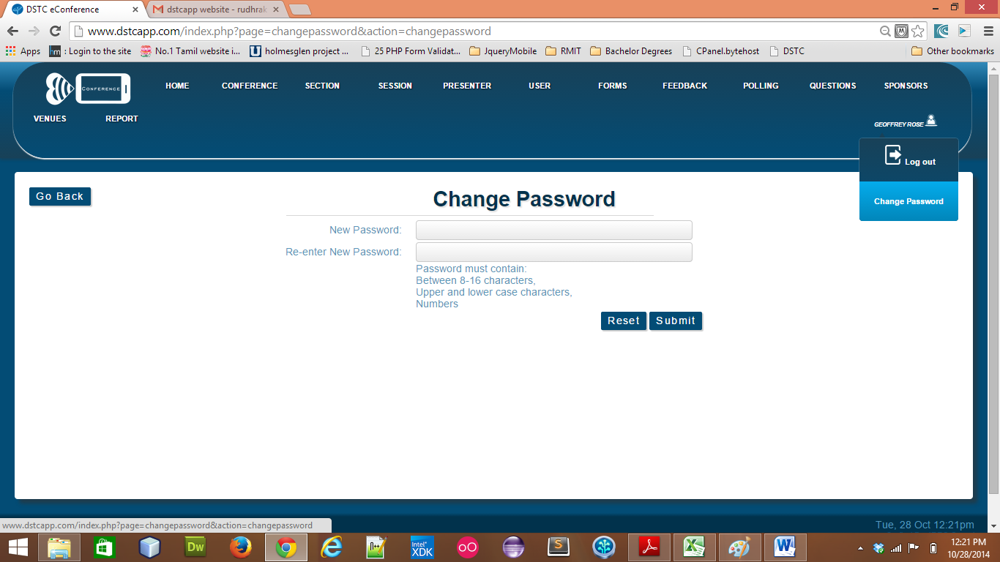 DSTC eConference
dstcapp website - rudhrak
www.dstcapp.com/index.php?page=changepassword&action=changepassword
Apps
hm : Login to the site
No.1 Tamil website i...
holmesglen project ...
25 PHP Form Validat...
JqueryMobile
RMIT
Bachelor Degrees
CPanel.bytehost
DSTC
Other bookmarks
CONFERENCE
HOME
CONFERENCE
SECTION
SESSION
PRESENTER
USER
FORMS
FEEDBACK
POLLING
QUESTIONS
SPONSORS
VENUES
REPORT
GEOFFREY ROSE
Log out
Change Password
Go Back
Change Password
New Password:
Re-enter New Password:
Password must contain:
Between 8-16 characters,
Upper and lower case characters,
Numbers
Reset
Submit
www.dstcapp.com/index.php?page=changepassword&action=changepassword
Tue, 28 Oct 12:21pm
Dw
intel
XDK
S
12:21 PM
10/28/2014